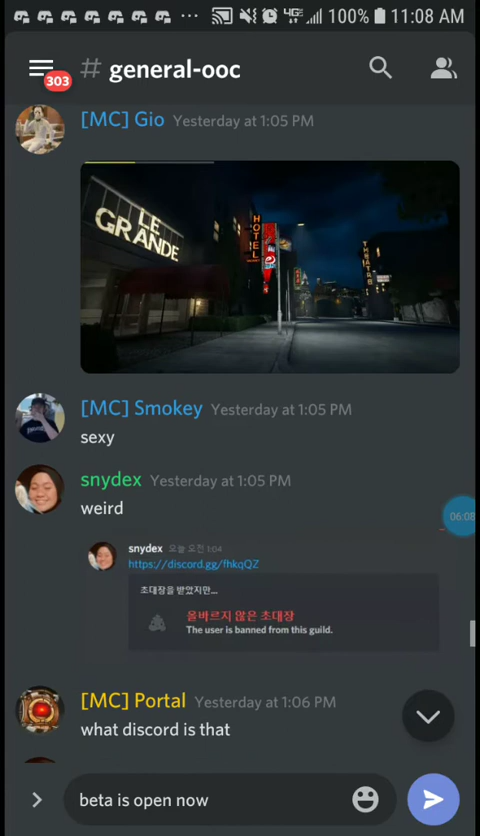 100% 11:08 AM
303
# general-ooc
[MC] Gio Yesterday at 1:05 PM
LE
GRANDE
HOTEL
THEATRE
[MC] Smokey Yesterday at 1:05 PM
sexy
snydex Yesterday at 1:05 PM
weird
06:08
snydex 오늘 오전 1:04
https://discord.gg/fhkqQZ
초대장을 받았지만...
올바르지 않은 초대장
The user is banned from this guild.
[MC] Portal Yesterday at 1:06 PM
what discord is that
beta is open now